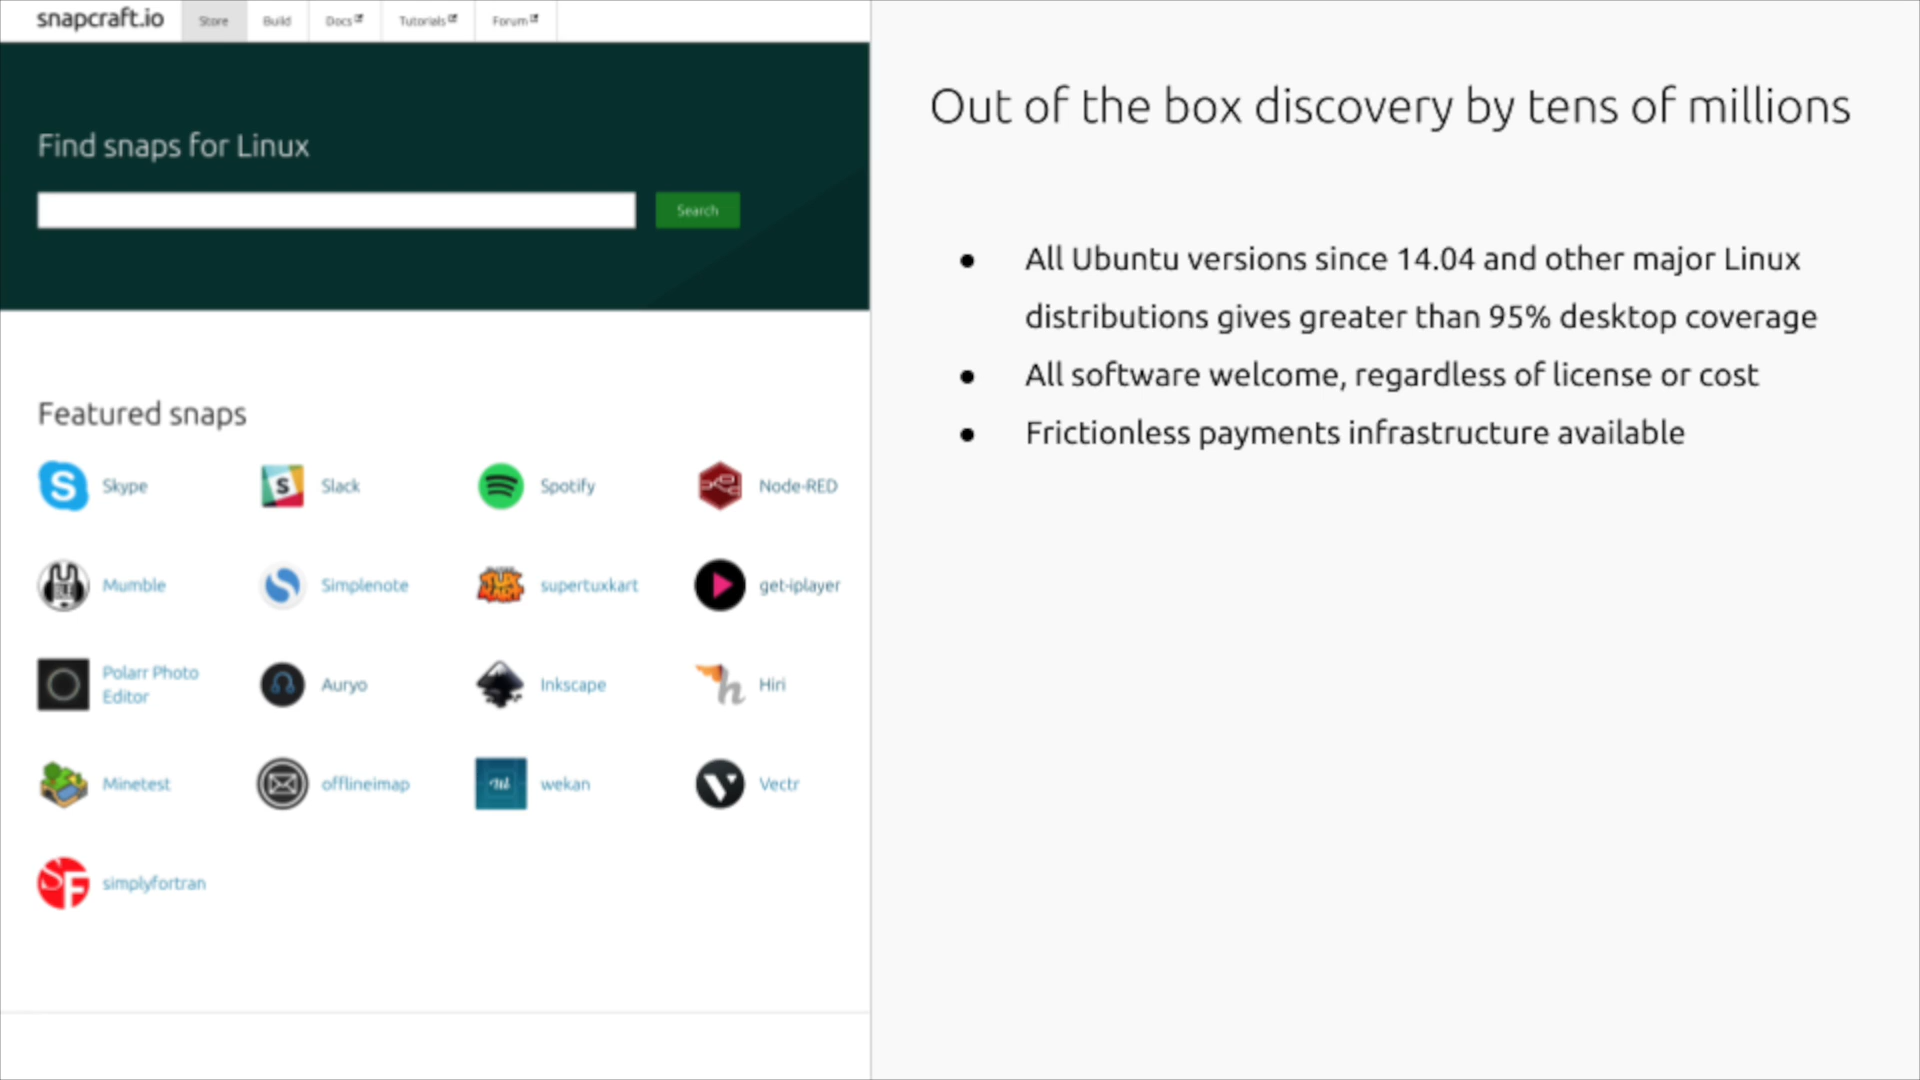 snapcraft.io
Store
Build
Docs
Tutorials
Forum
Find snaps for Linux
Search
Featured snaps
Skype
Slack
Spotify
Node-RED
Mumble
Simplenote
supertuxkart
get-iplayer
Polarr Photo
Editor
Auryo
Inkscape
Hiri
Minetest
offlineimap
wekan
Vectr
simplyfortran
Out of the box discovery by tens of millions
● All Ubuntu versions since 14.04 and other major Linux
distributions gives greater than 95% desktop coverage
● All software welcome, regardless of license or cost
● Frictionless payments infrastructure available